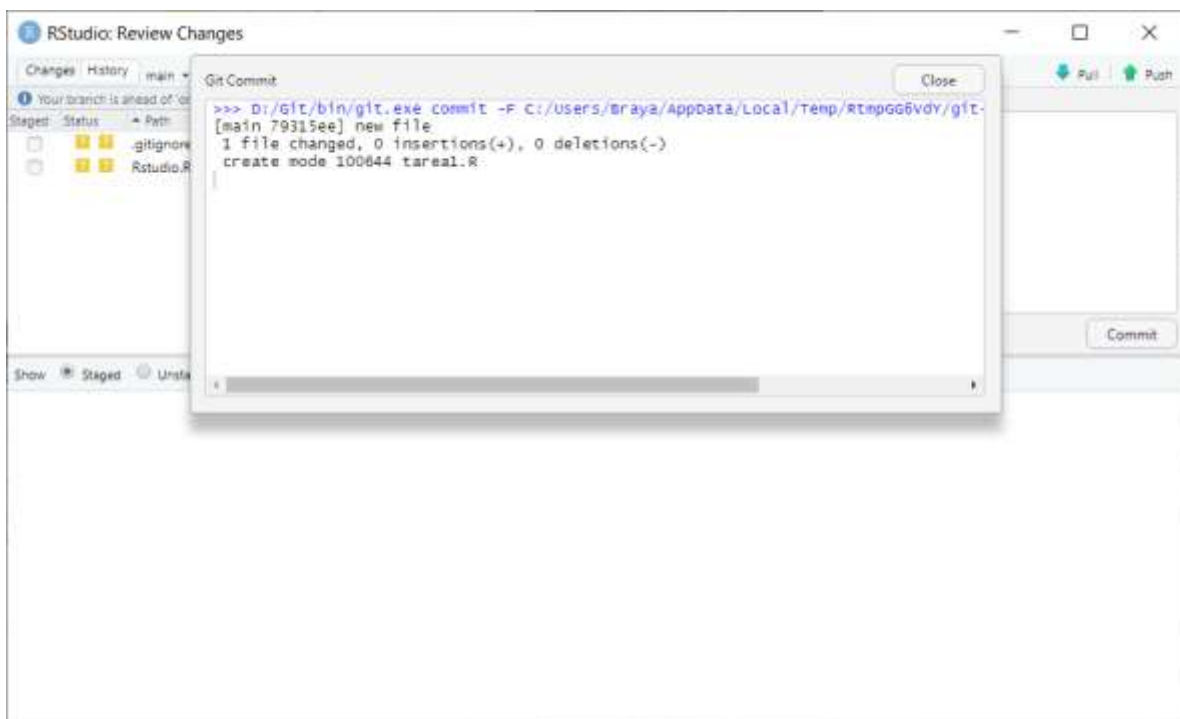 RStudio: Review Changes
Changes History main
Git Commit
Close
Pull Push
Your branch is ahead of 'or
>>> D:/Git/bin/git.exe commit -F C:/Users/Braya/AppData/Local/Temp/RtmpGG6VdY/git-
[main 79315ee] new file
1 file changed, 0 insertions(+), 0 deletions(-)
create mode 100644 tarea1.R
Staged Status Path
.gitignore
Rstudio.R
Commit
Show Staged Unsta